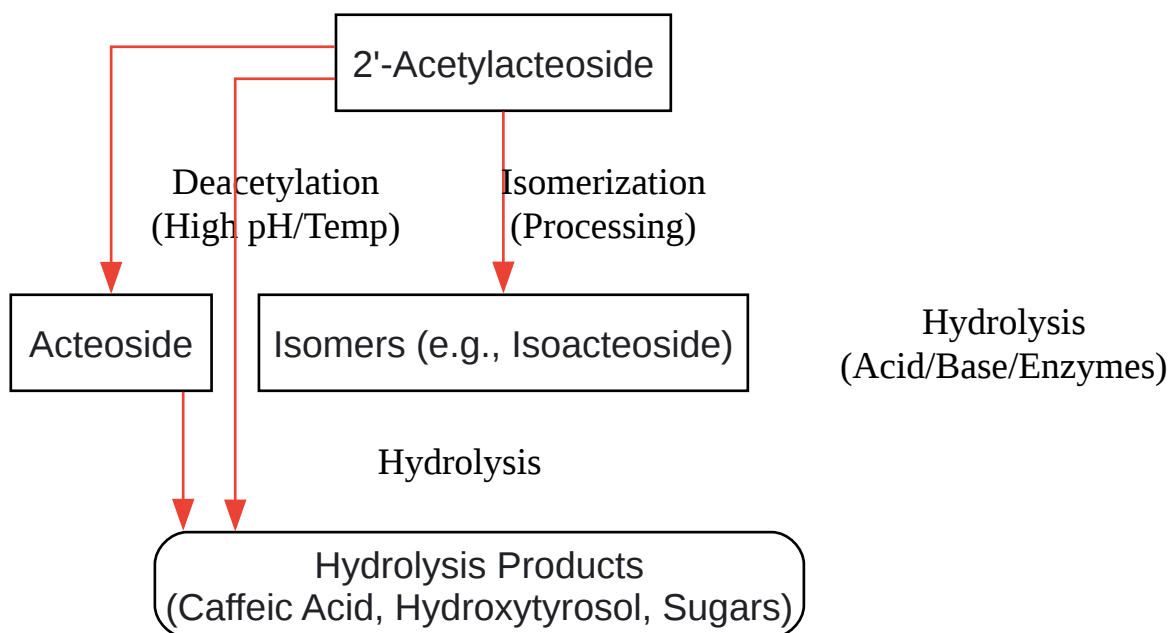 2'-Acetylacteoside
Deacetylation
(High pH/Temp)
Isomerization
(Processing)
Acteoside
Isomers (e.g., Isoacteoside)
Hydrolysis
(Acid/Base/Enzymes)
Hydrolysis
Hydrolysis Products
(Caffeic Acid, Hydroxytyrosol, Sugars)